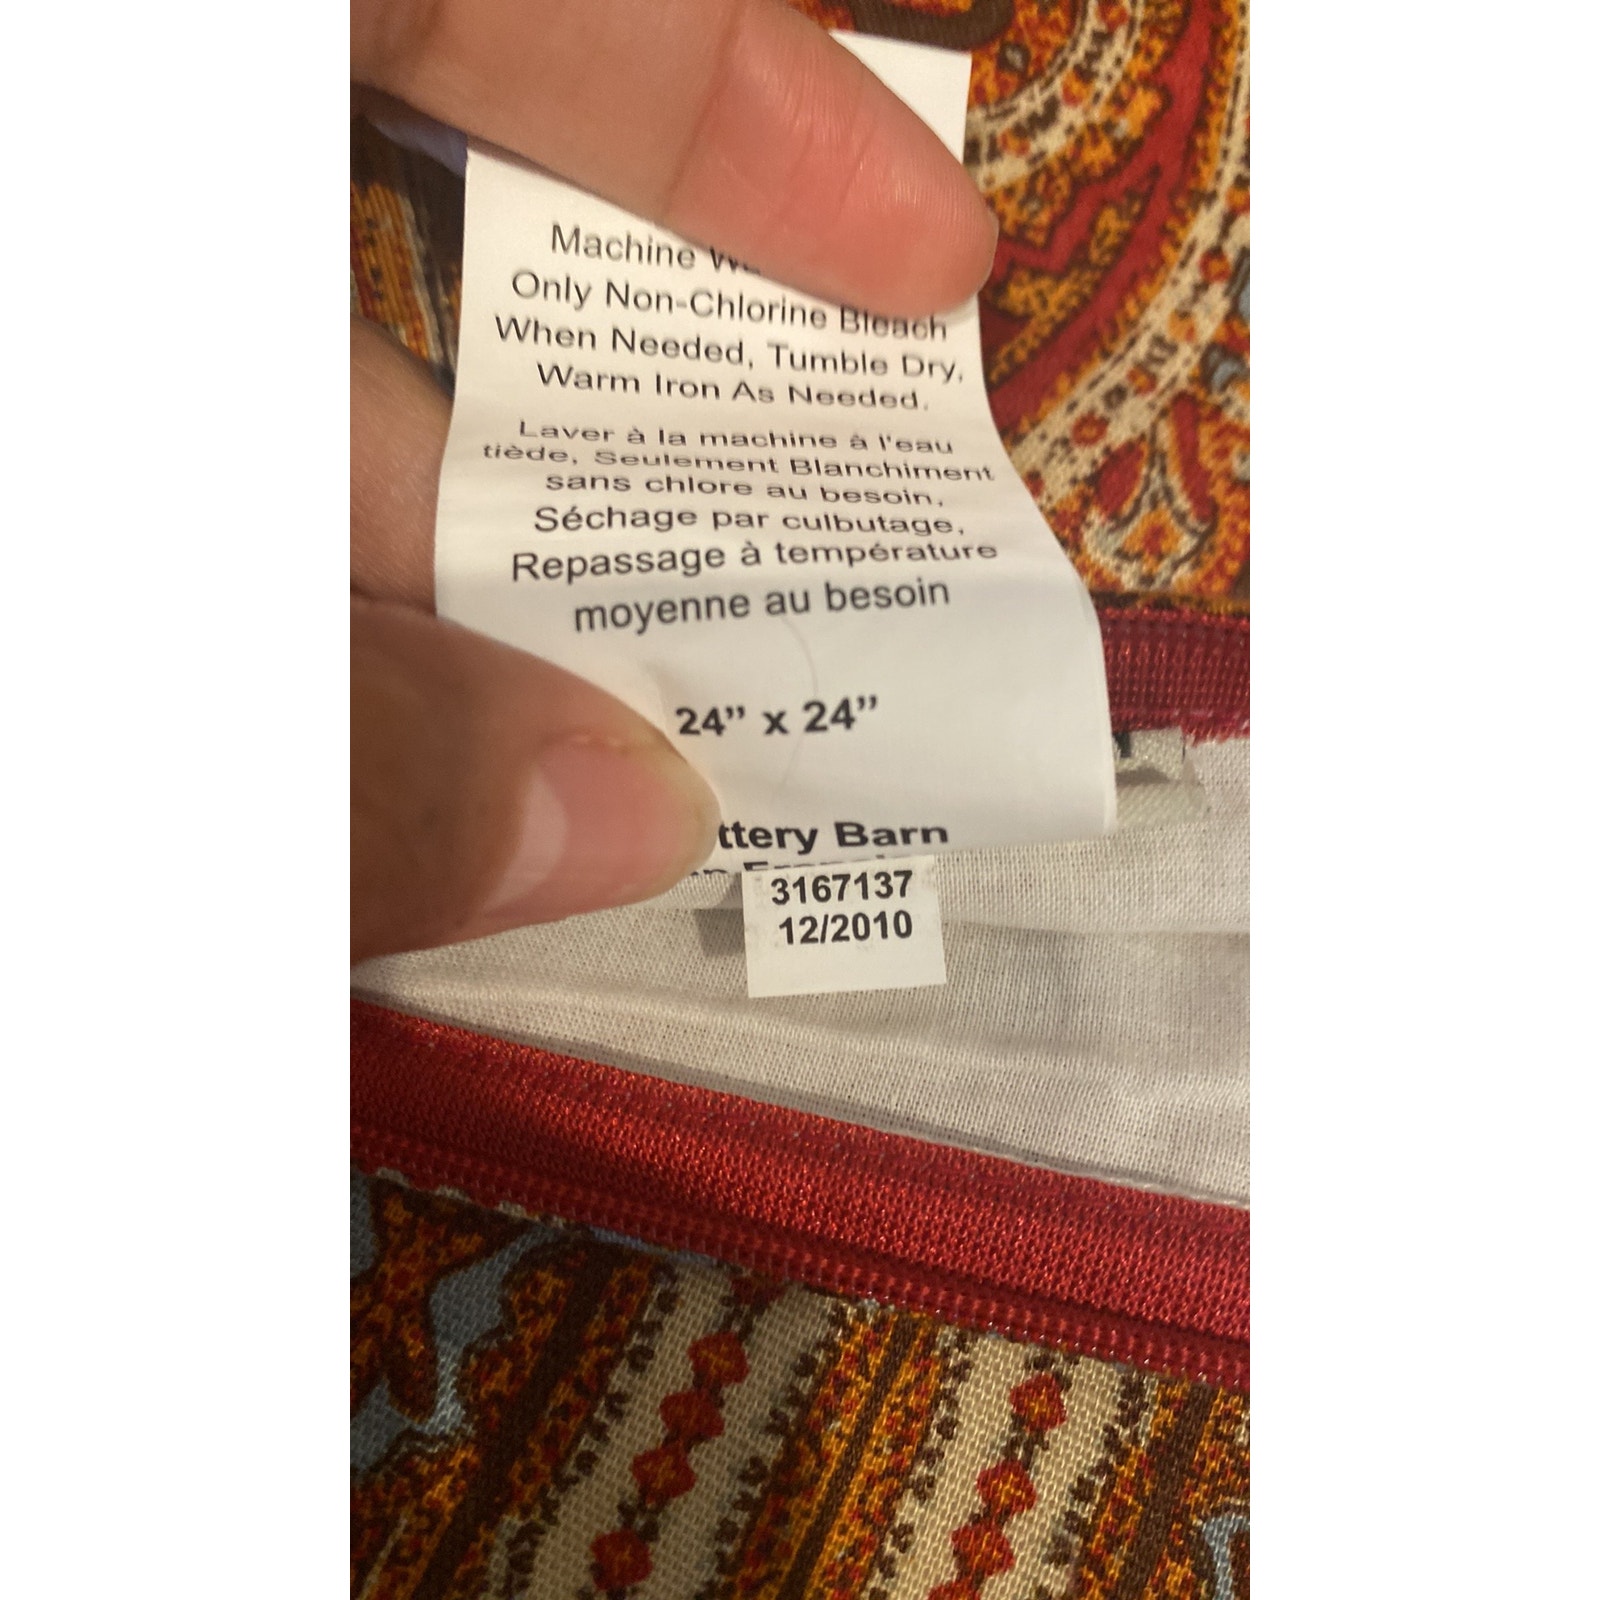 Machine
Only Non-Chlorine Bleach
When Needed, Tumble Dry,
Warm Iron As Needed.
Laver à la machine à l'eau
tiède, Seulement Blanchiment
sans chlore au besoin,
Séchage par culbutage,
Repassage à température
moyenne au besoin
24” x 24”
ttery Barn
3167137
12/2010